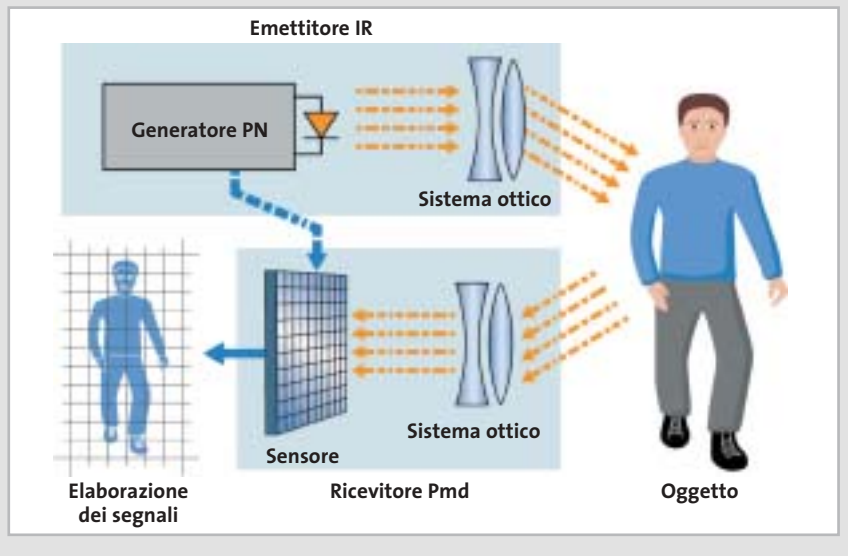 Emettitore IR
Generatore PN
Sistema ottico
Sistema ottico
Sensore
Elaborazione
dei segnali
Ricevitore Pmd
Oggetto